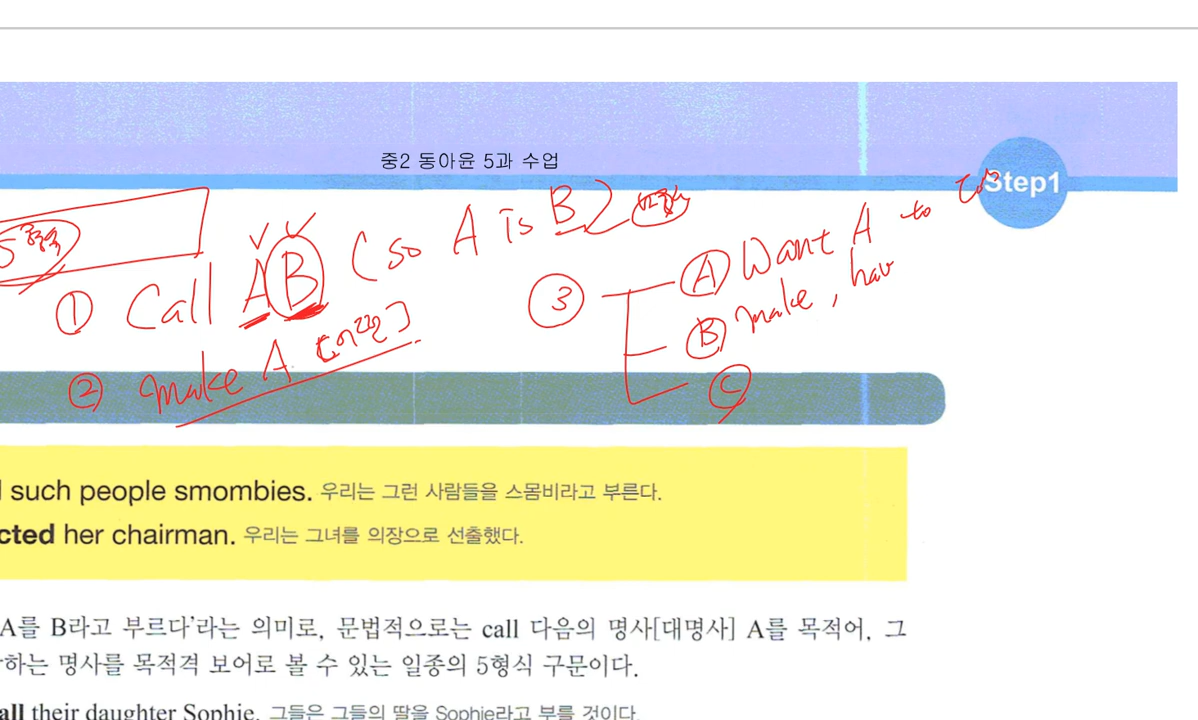 중2 동아윤 5과 수업
Step1
5형식
① Call A B (so A is B)
② make A
③
Ⓐ Want A to
Ⓑ make, hav
Ⓒ
such people smombies. 우리는 그런 사람들을 스몸비라고 부른다.
cted her chairman. 우리는 그녀를 의장으로 선출했다.
A를 B라고 부르다'라는 의미로, 문법적으로는 call 다음의 명사[대명사] A를 목적어, 그
하는 명사를 목적격 보어로 볼 수 있는 일종의 5형식 구문이다.
all their daughter Sophie. 그들은 그들의 딸을 Sophie라고 부를 것이다.